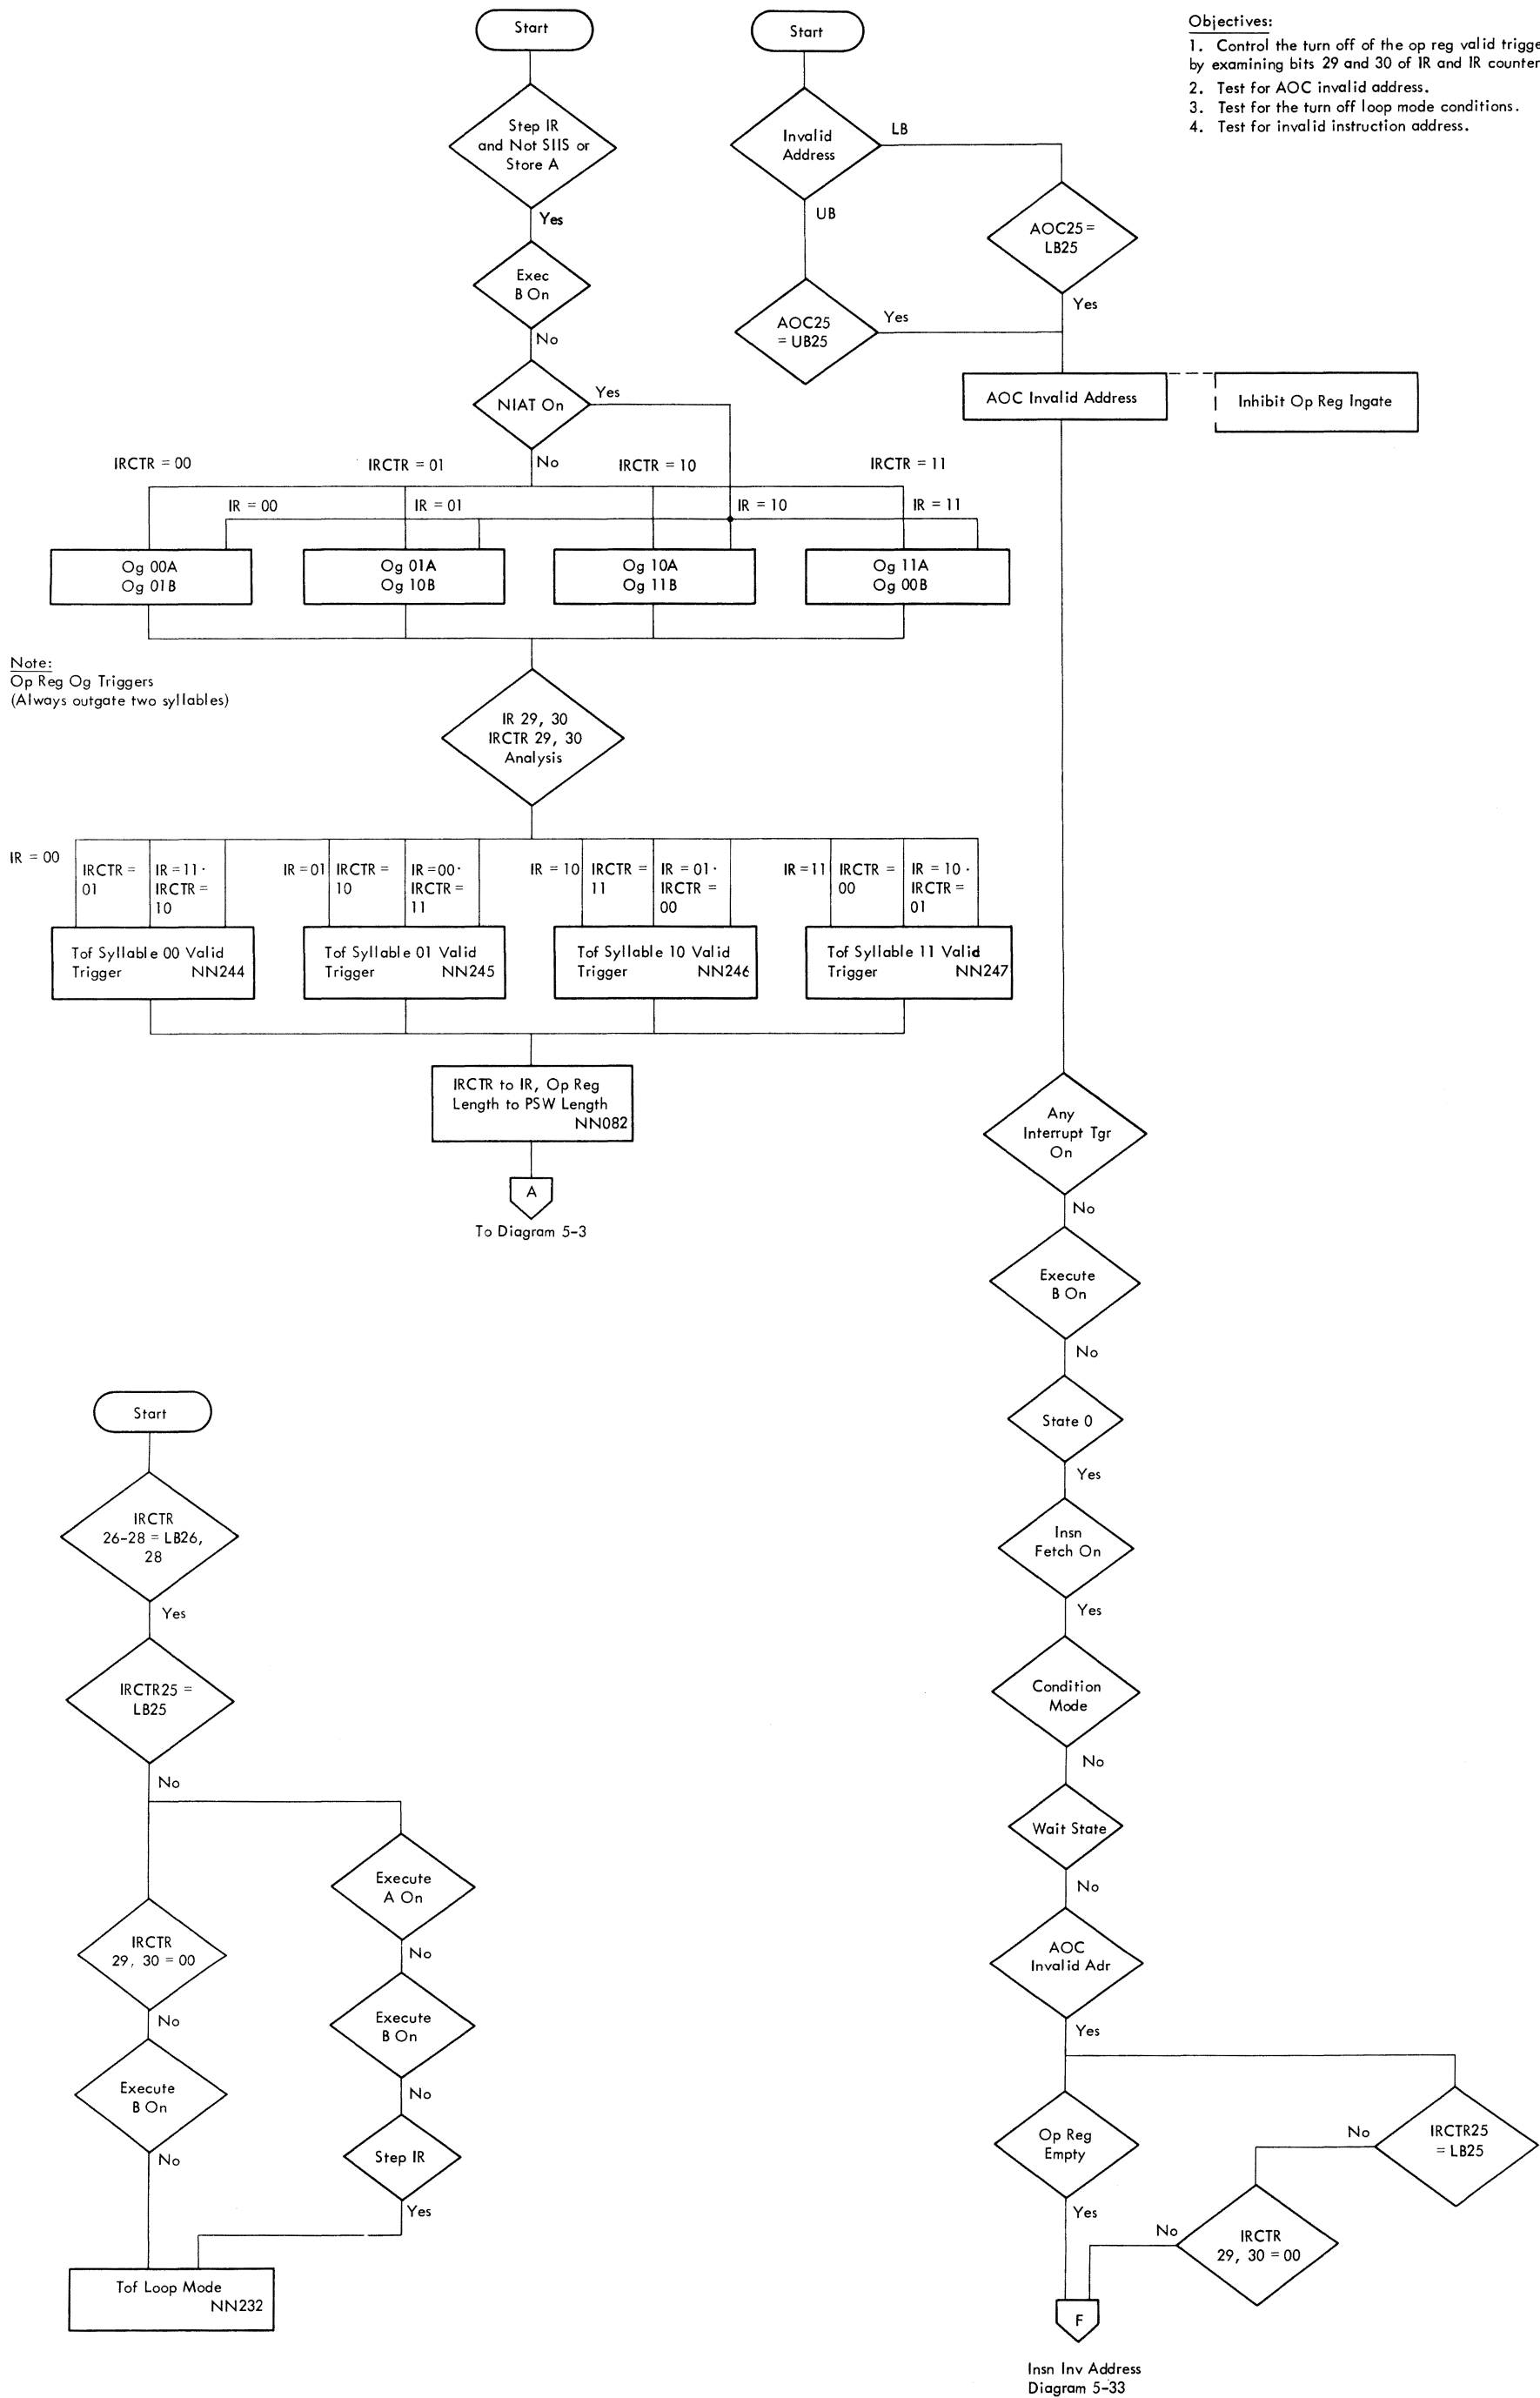 Objectives:
1. Control the turn off of the op reg valid trigge
by examining bits 29 and 30 of IR and IR counter
2. Test for AOC invalid address.
3. Test for the turn off loop mode conditions.
4. Test for invalid instruction address.
Start
Step IR
and Not SIIS or
Store A
Yes
Exec
B On
No
NIAT On
Yes
No
IRCTR = 00
IRCTR = 01
IRCTR = 10
IRCTR = 11
IR = 00
IR = 01
IR = 10
IR = 11
Og 00A
Og 01B
Og 01A
Og 10B
Og 10A
Og 11B
Og 11A
Og 00B
Note:
Op Reg Og Triggers
(Always outgate two syllables)
IR 29, 30
IRCTR 29, 30
Analysis
IR = 00
IRCTR =
01
IR = 11 ·
IRCTR =
10
IR = 01
IRCTR =
10
IR = 00 ·
IRCTR =
11
IR = 10
IRCTR =
11
IR = 01 ·
IRCTR =
00
IR = 11
IRCTR =
00
IR = 10 ·
IRCTR =
01
Tof Syllable 00 Valid
Trigger NN244
Tof Syllable 01 Valid
Trigger NN245
Tof Syllable 10 Valid
Trigger NN246
Tof Syllable 11 Valid
Trigger NN247
IRCTR to IR, Op Reg
Length to PSW Length
NN082
A
To Diagram 5-3
Start
Invalid
Address
LB
UB
AOC25 =
LB25
Yes
AOC25
= UB25
Yes
AOC Invalid Address
Inhibit Op Reg Ingate
Any
Interrupt Tgr
On
No
Execute
B On
No
State 0
Yes
Insn
Fetch On
Yes
Condition
Mode
No
Wait State
No
AOC
Invalid Adr
Yes
Op Reg
Empty
Yes
IRCTR25
= LB25
No
IRCTR
29, 30 = 00
No
F
Insn Inv Address
Diagram 5-33
Start
IRCTR
26-28 = LB26,
28
Yes
IRCTR25 =
LB25
No
IRCTR
29, 30 = 00
No
Execute
B On
No
Execute
A On
No
Execute
B On
No
Step IR
Yes
Tof Loop Mode
NN232